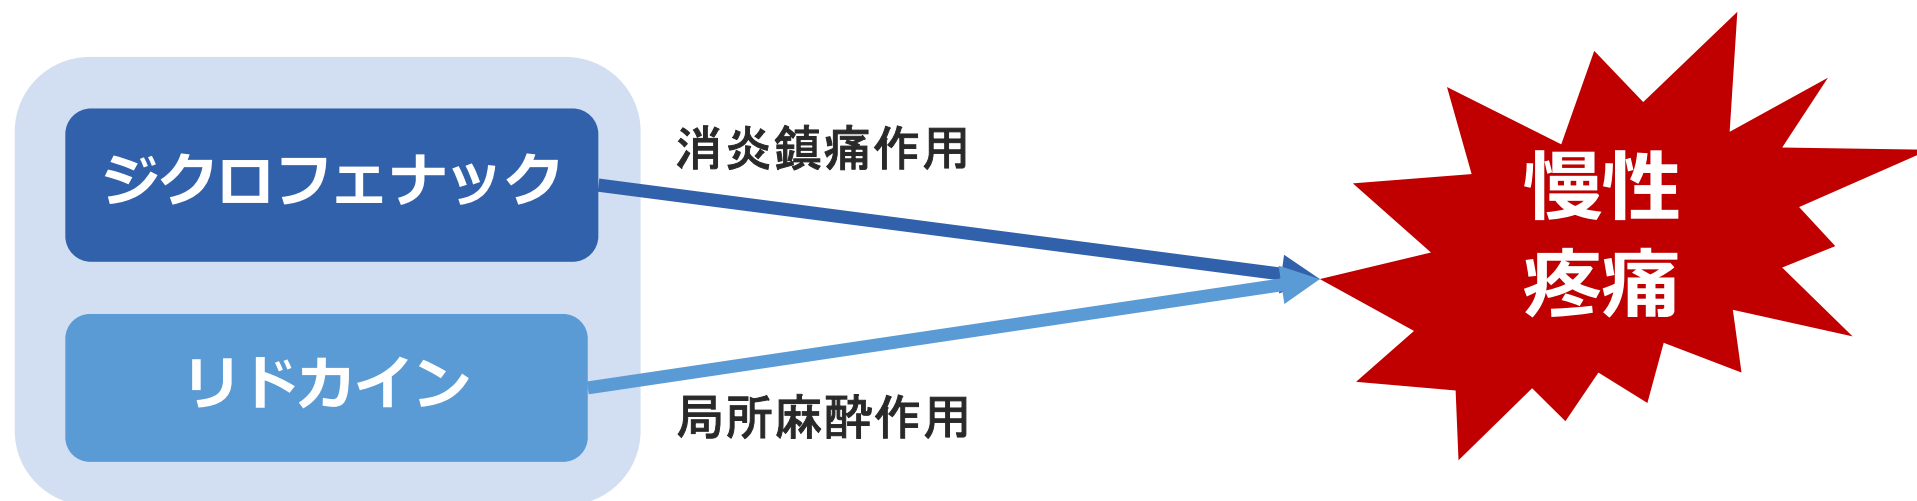 ジクロフェナック
消炎鎮痛作用
リドカイン
局所麻酔作用
慢性
疼痛